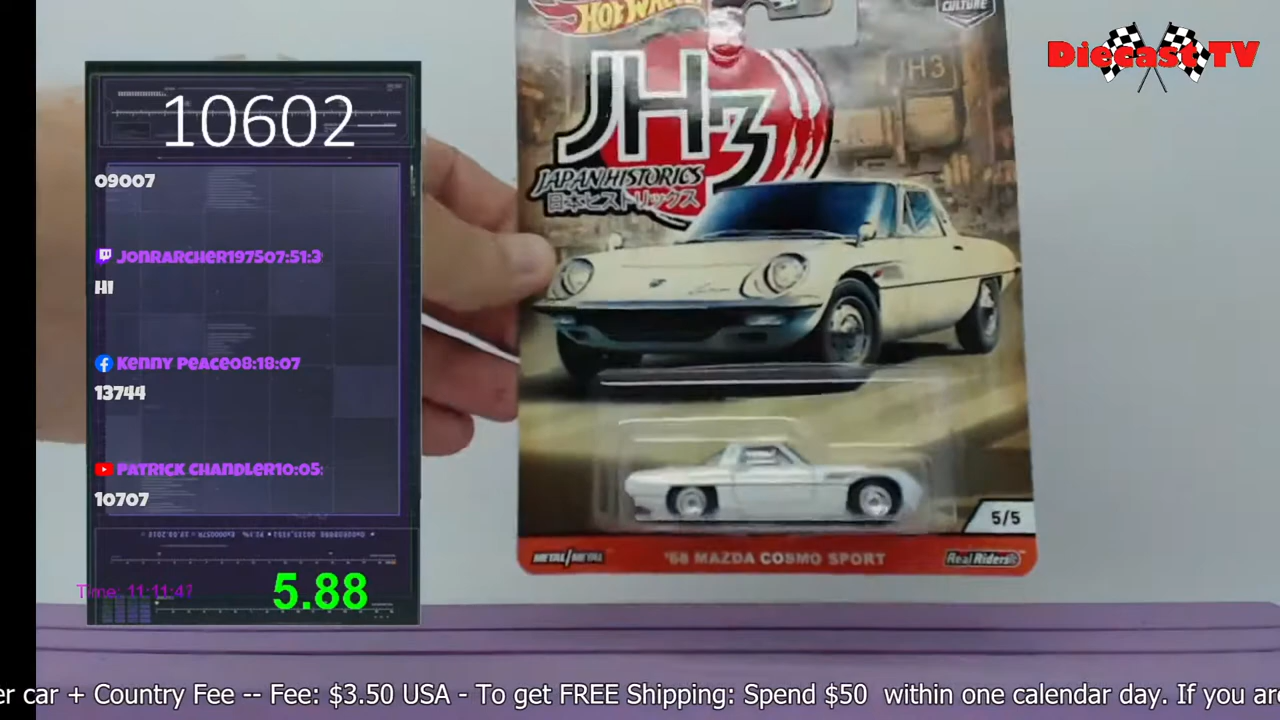 HOT WHEELS
CULTURE
Diecast TV
JH3
JH3
JAPAN HISTORICS
日本ヒストリックス
10602
09007
JonRArcher197507:51:3
HI
Kenny Peace08:18:07
13744
Patrick Chandler10:05:
10707
Time: 11:11:47
5.88
5/5
METAL/METAL
'68 MAZDA COSMO SPORT
Real Riders
er car + Country Fee -- Fee: $3.50 USA - To get FREE Shipping: Spend $50 within one calendar day. If you are